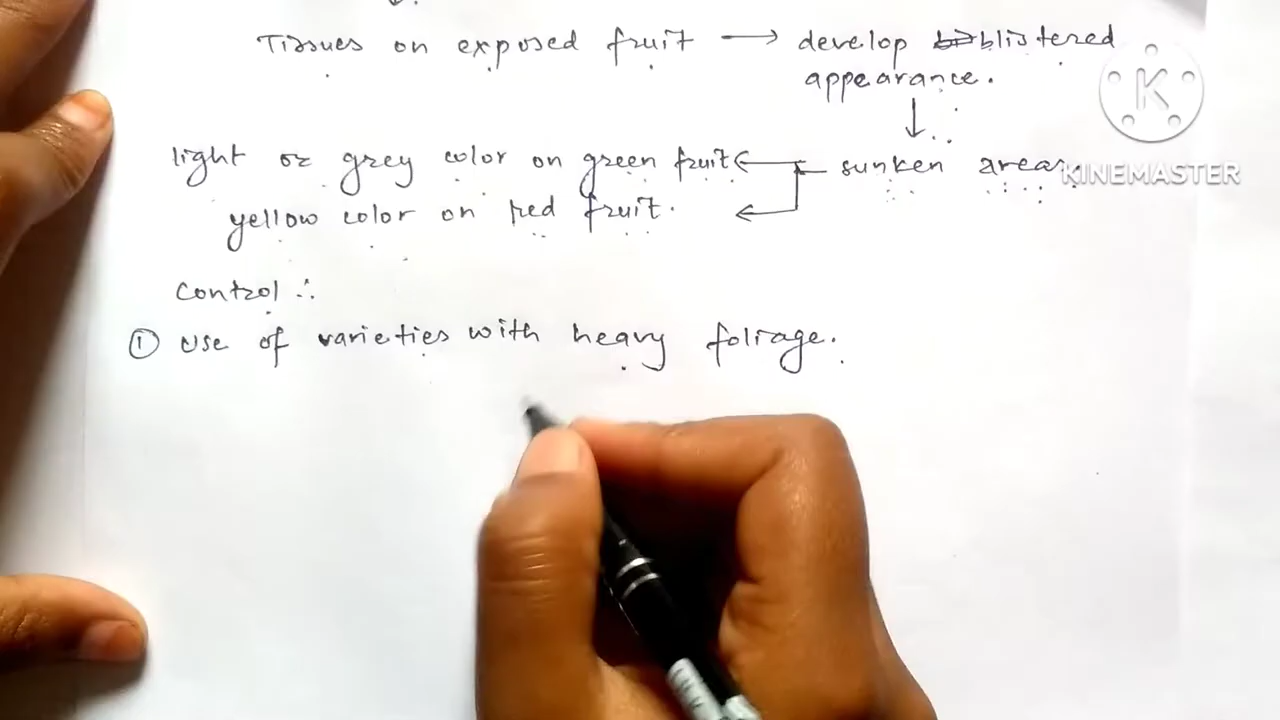 Tissues on exposed fruit → develop blistered
appearance.
↓
light or grey color on green fruit ← sunken areas
yellow color on red fruit. ←
Control ∴
① Use of varieties with heavy foliage.
K
KINEMASTER